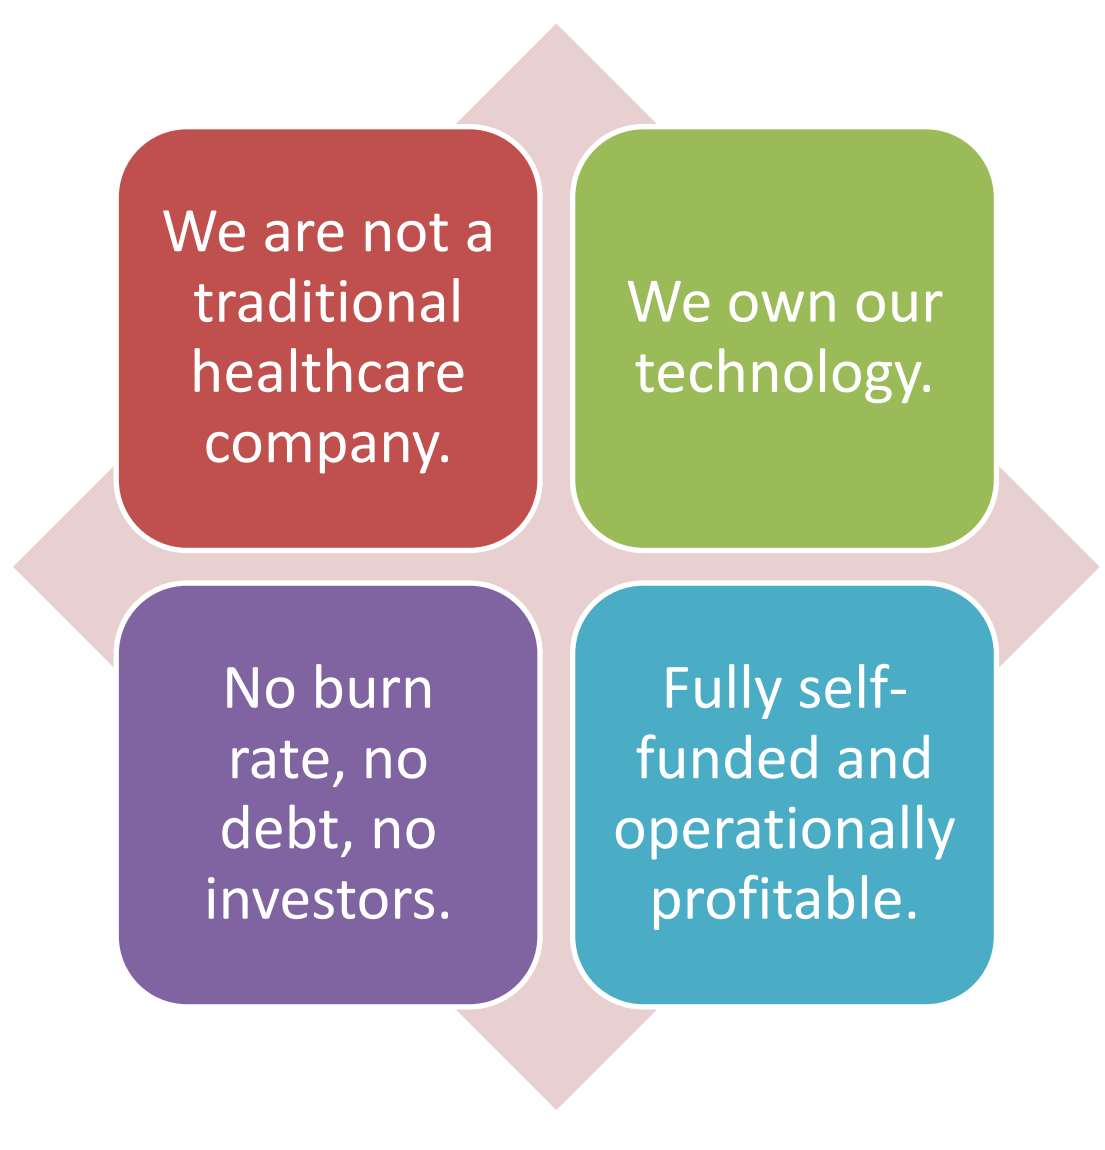 We are not a
traditional
healthcare
company.
We own our
technology.
No burn
rate, no
debt, no
investors.
Fully self-
funded and
operationally
profitable.